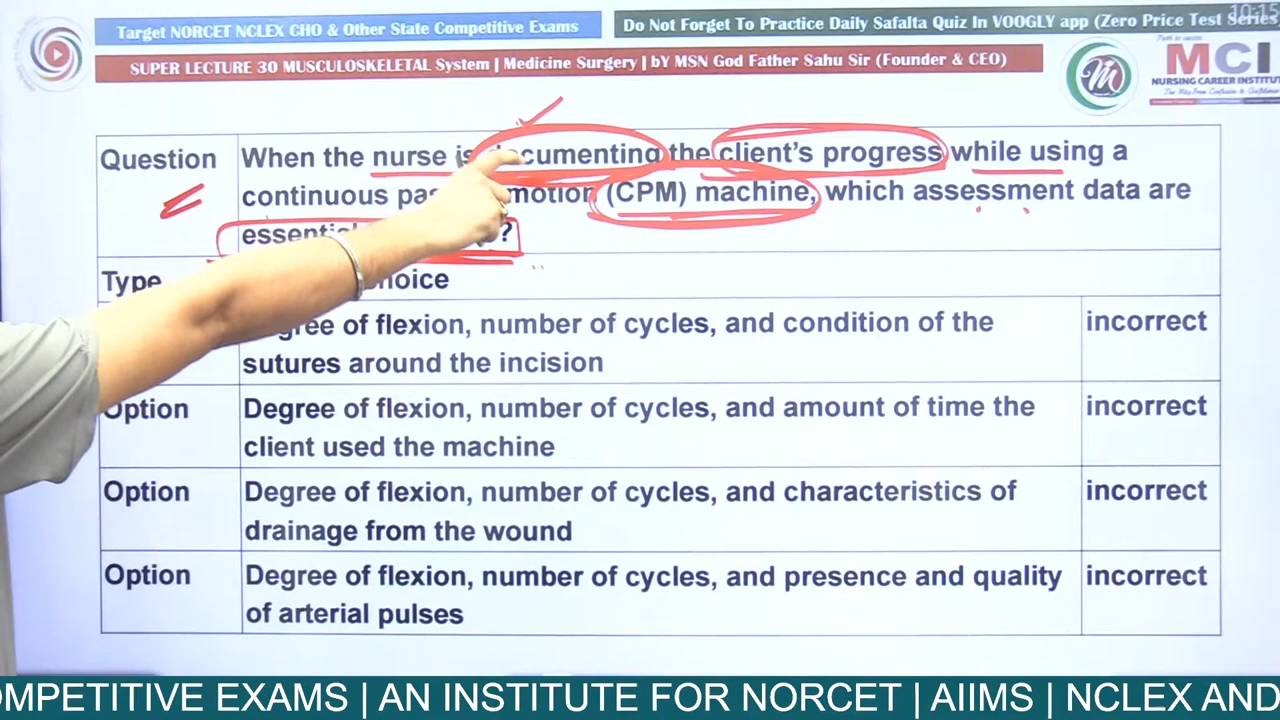 10:15
Target NORCET NCLEX CHO & Other State Competitive Exams
Do Not Forget To Practice Daily Safalta Quiz In VOOGLY app (Zero Price Test Series
SUPER LECTURE 30 MUSCULOSKELETAL System | Medicine Surgery | bY MSN God Father Sahu Sir (Founder & CEO)
MCI
NURSING CAREER INSTITUT
Question
When the nurse is documenting the client's progress while using a
continuous pa motion (CPM) machine, which assessment data are
essenti ?
Type
hoice
gree of flexion, number of cycles, and condition of the
sutures around the incision
incorrect
Option
Degree of flexion, number of cycles, and amount of time the
client used the machine
incorrect
Option
Degree of flexion, number of cycles, and characteristics of
drainage from the wound
incorrect
Option
Degree of flexion, number of cycles, and presence and quality
of arterial pulses
incorrect
OMPETITIVE EXAMS | AN INSTITUTE FOR NORCET | AIIMS | NCLEX AND